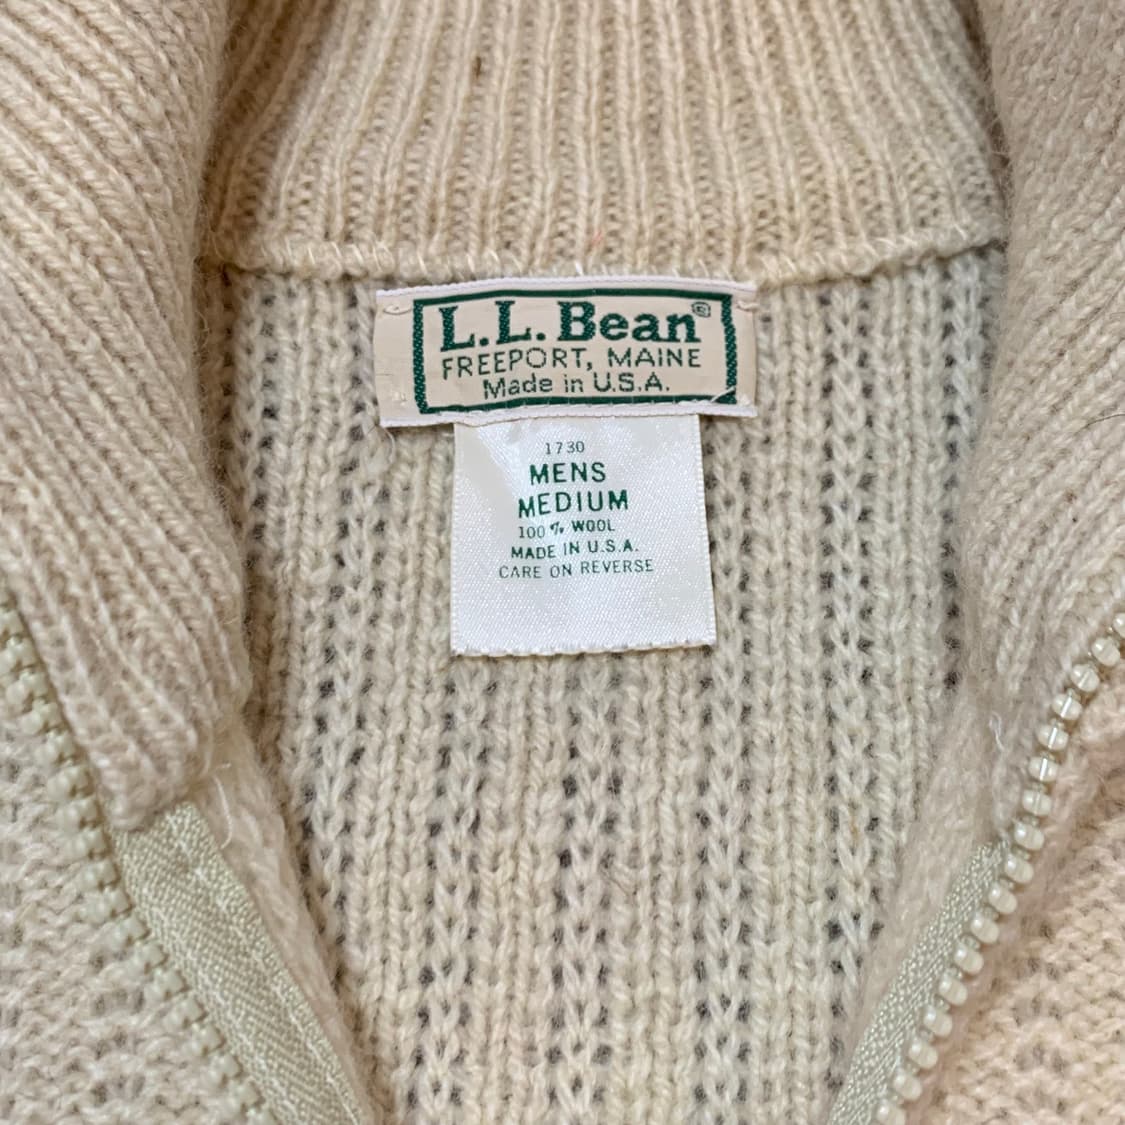 L.L.Bean®
FREEPORT, MAINE
Made in U.S.A.
1730
MENS
MEDIUM
100% WOOL
MADE IN U.S.A.
CARE ON REVERSE